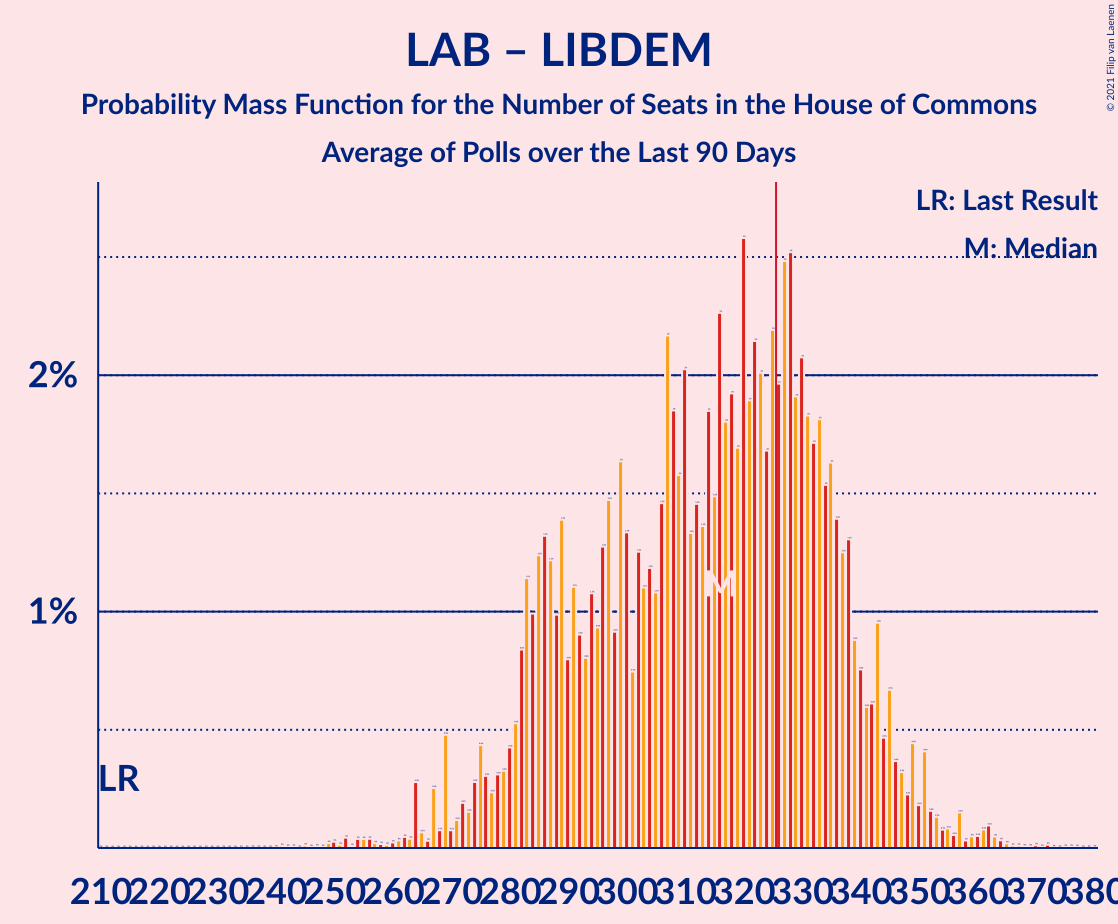 LAB – LIBDEM
Probability Mass Function for the Number of Seats in the House of Commons
Average of Polls over the Last 90 Days
© 2021 Filip van Laenen
LR: Last Result
M: Median
2%
1%
LR
M
210 220 230 240 250 260 270 280 290 300 310 320 330 340 350 360 370 380